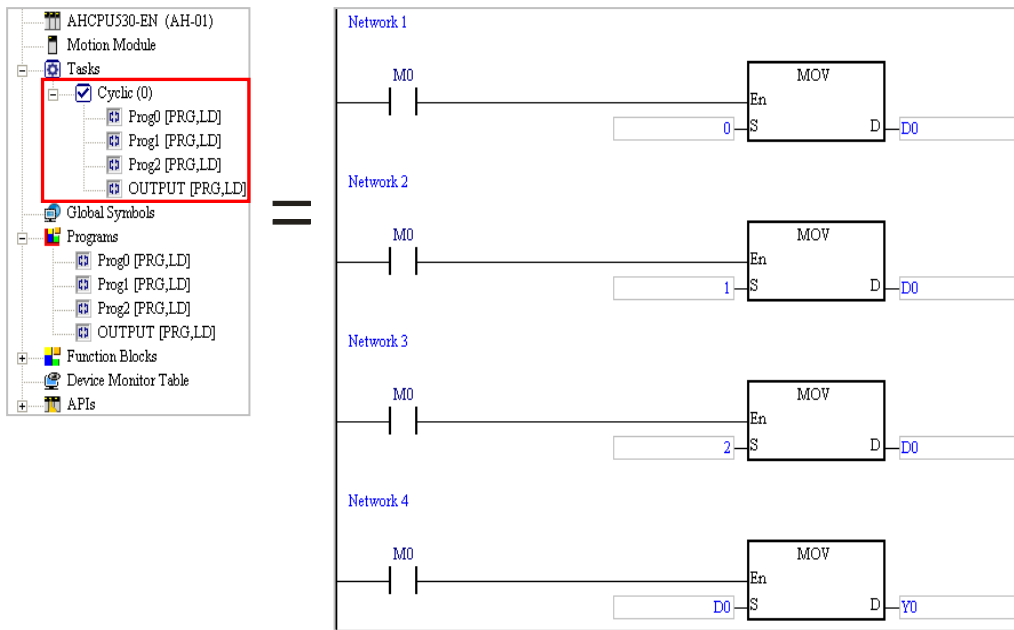 AHCPU530-EN (AH-01)
Motion Module
Tasks
Cyclic (0)
Prog0 [PRG,LD]
Prog1 [PRG,LD]
Prog2 [PRG,LD]
OUTPUT [PRG,LD]
Global Symbols
Programs
Prog0 [PRG,LD]
Prog1 [PRG,LD]
Prog2 [PRG,LD]
OUTPUT [PRG,LD]
Function Blocks
Device Monitor Table
APIs
=
Network 1
M0
MOV
En
0 S D D0
Network 2
M0
MOV
En
1 S D D0
Network 3
M0
MOV
En
2 S D D0
Network 4
M0
MOV
En
D0 S D Y0